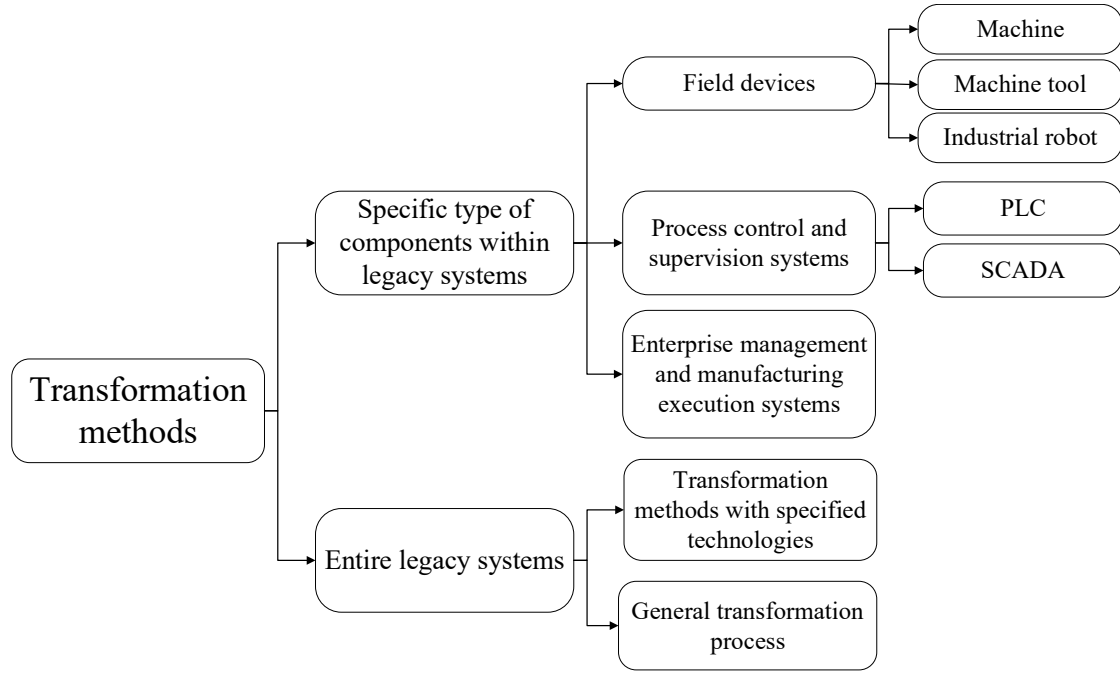 Transformation
methods
Specific type of
components within
legacy systems
Entire legacy systems
Field devices
Process control and
supervision systems
Enterprise management
and manufacturing
execution systems
Transformation
methods with specified
technologies
General transformation
process
Machine
Machine tool
Industrial robot
PLC
SCADA